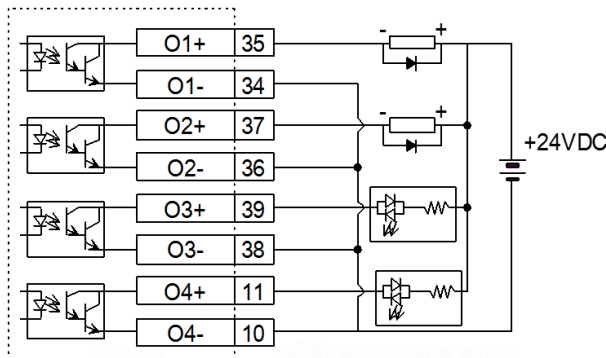 O1+ 35 - +
O1- 34
O2+ 37 - +
O2- 36
+24VDC
O3+ 39
O3- 38
O4+ 11
O4- 10